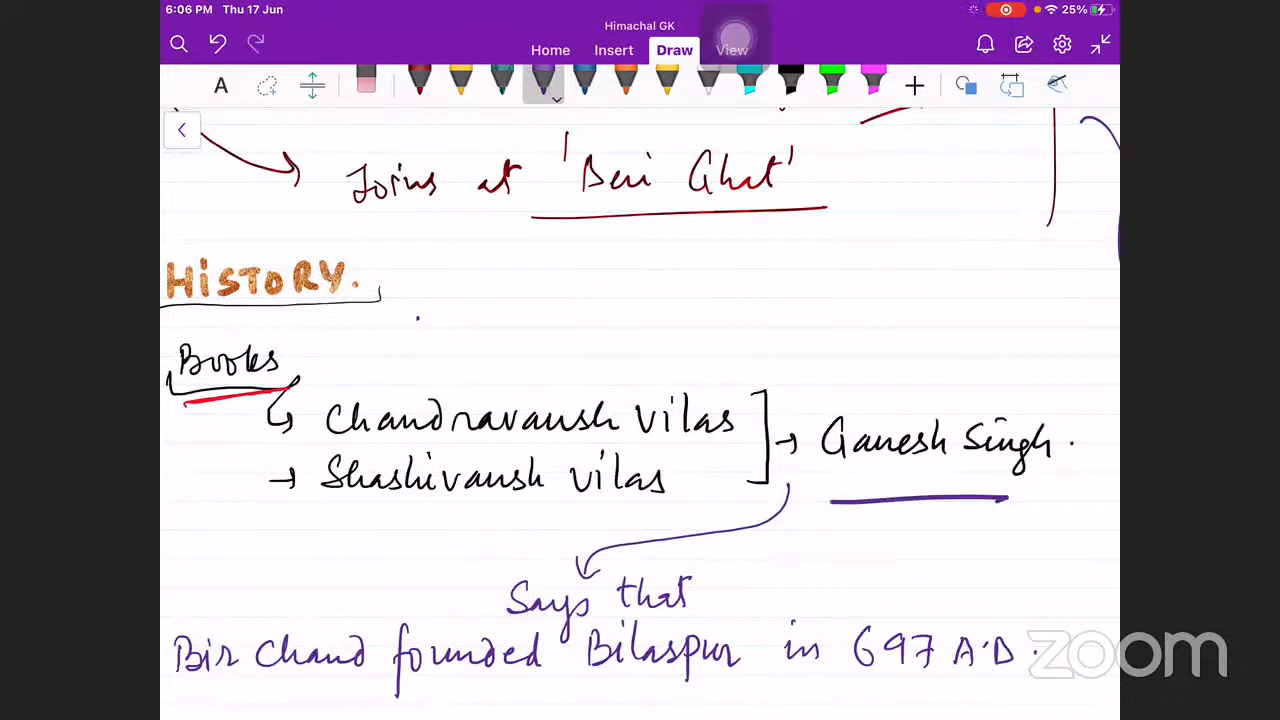 6:06 PM Thu 17 Jun 25%
Himachal GK
Home Insert Draw View
A
Joins at 'Beri Ghat'
HiSTORY.
Books
Chandravansh Vilas
→ Shashivansh vilas
→ Ganesh Singh.
Says that
Bir Chand founded Bilaspur in 697 A.D.
zoom